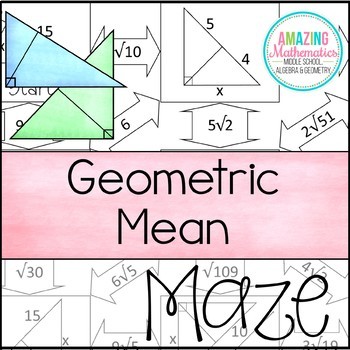 15
√10
5
4
x
AMAZING
Mathematics
MIDDLE SCHOOL,
ALGEBRA & GEOMETRY
9
6
5√2
2√51
Geometric
Mean
√30
6√5
√109
15
x
10
x
Maze